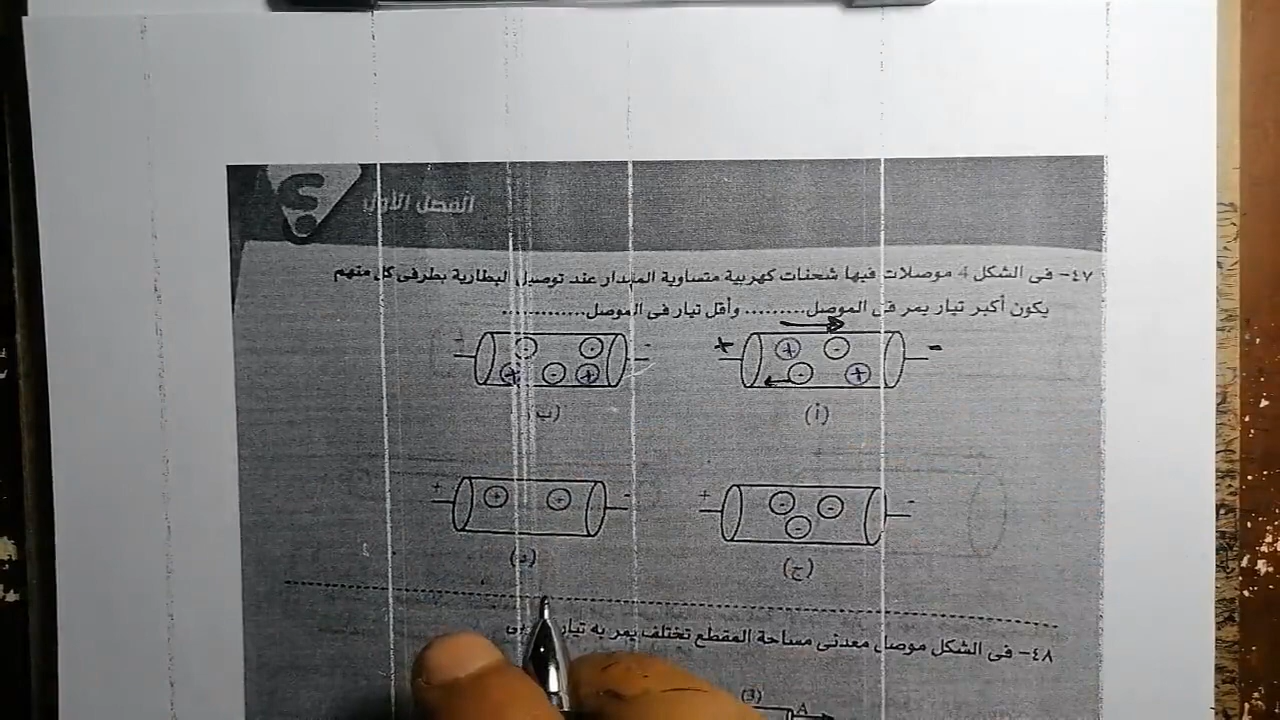 الفصل الأول
٤٧- فى الشكل 4 موصلات فيها شحنات كهربية متساوية المقدار عند توصيل البطارية بطرفى كل منهم
يكون أكبر تيار يمر فى الموصل......... وأقل تيار فى الموصل.............
+ + - - + -
- - + - + -
(أ)
(ب)
+ - - - -
+ + + -
(ج)
(د)
٤٨- فى الشكل موصل معدنى مساحة المقطع تختلف يمر به تيار
(3) A